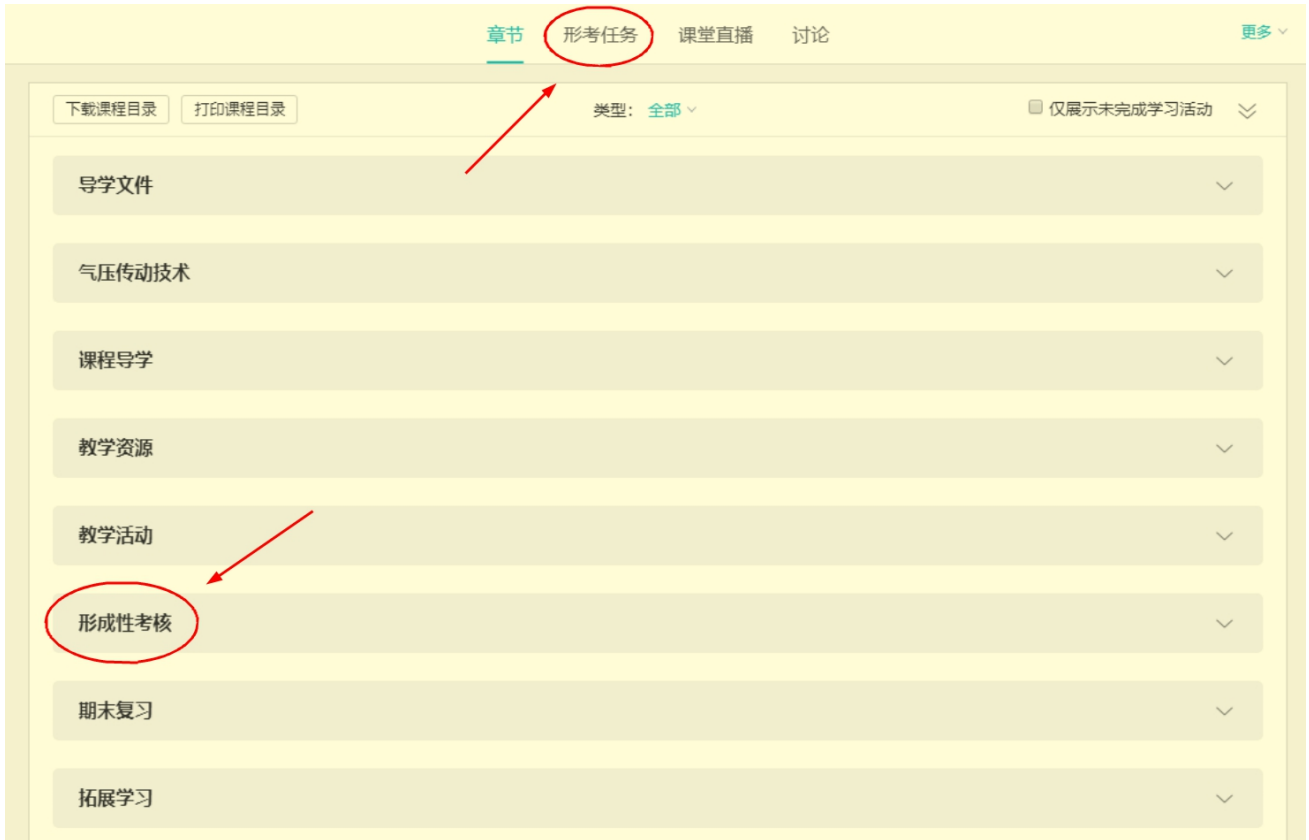 章节 形考任务 课堂直播 讨论 更多
下载课程目录 打印课程目录 类型: 全部 仅展示未完成学习活动
导学文件
气压传动技术
课程导学
教学资源
教学活动
形成性考核
期末复习
拓展学习